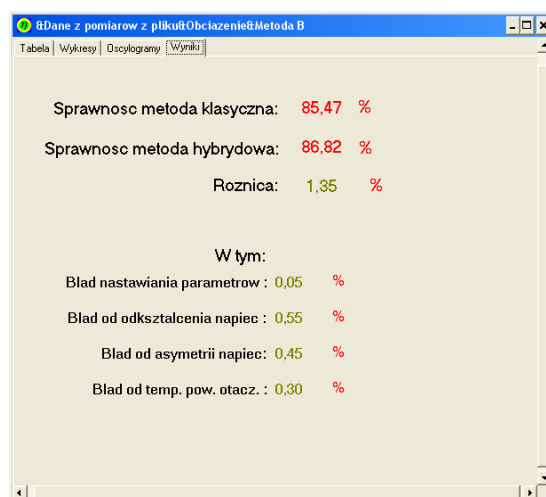 &Dane z pomiarow z pliku&Obciazenie&Metoda B
Tabela Wykresy Oscylogramy Wyniki
Sprawnosc metoda klasyczna: 85,47 %
Sprawnosc metoda hybrydowa: 86,82 %
Roznica: 1,35 %
W tym:
Blad nastawiania parametrow : 0,05 %
Blad od odksztalcenia napiec : 0,55 %
Blad od asymetrii napiec: 0,45 %
Blad od temp. pow. otacz. : 0,30 %